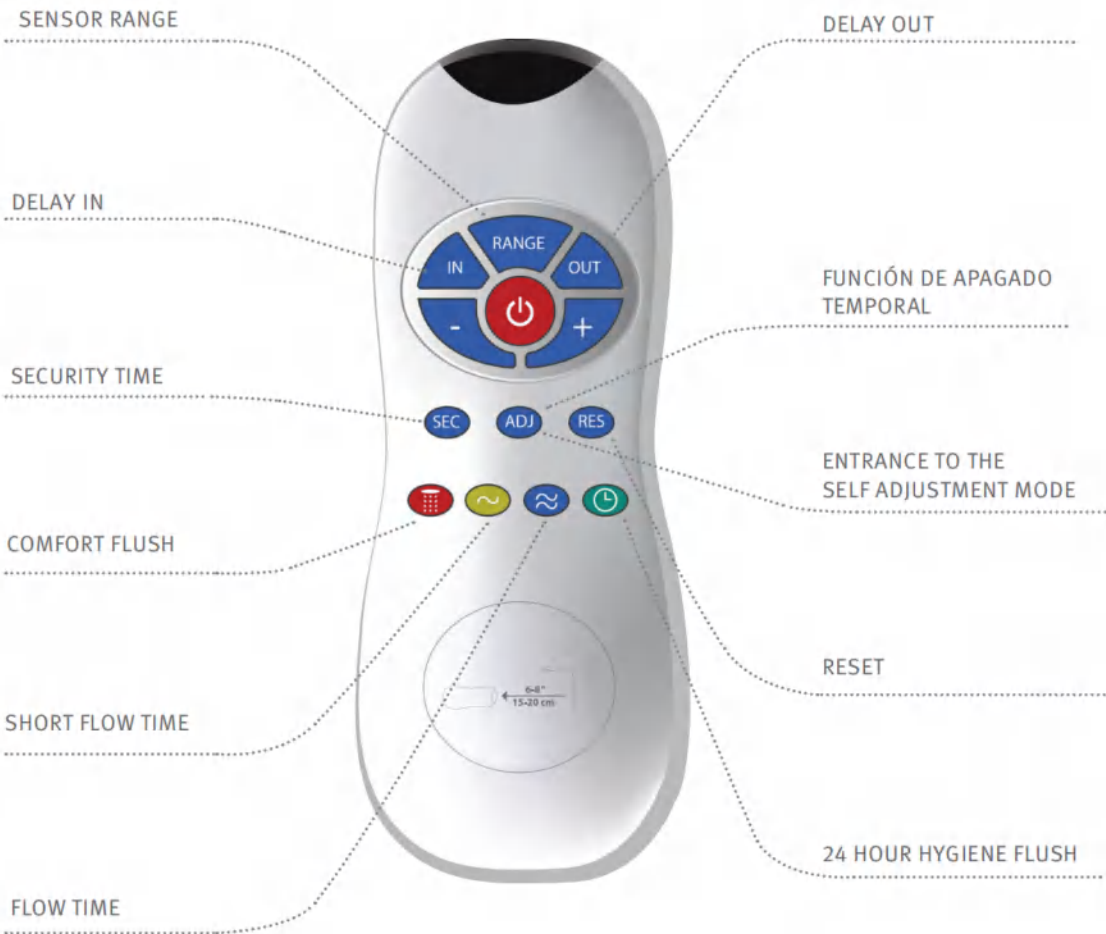 SENSOR RANGE
DELAY OUT
DELAY IN
RANGE
IN
OUT
FUNCIÓN DE APAGADO
TEMPORAL
-
+
SECURITY TIME
SEC
ADJ
RES
ENTRANCE TO THE
SELF ADJUSTMENT MODE
COMFORT FLUSH
RESET
6-8"
15-20 cm
SHORT FLOW TIME
24 HOUR HYGIENE FLUSH
FLOW TIME